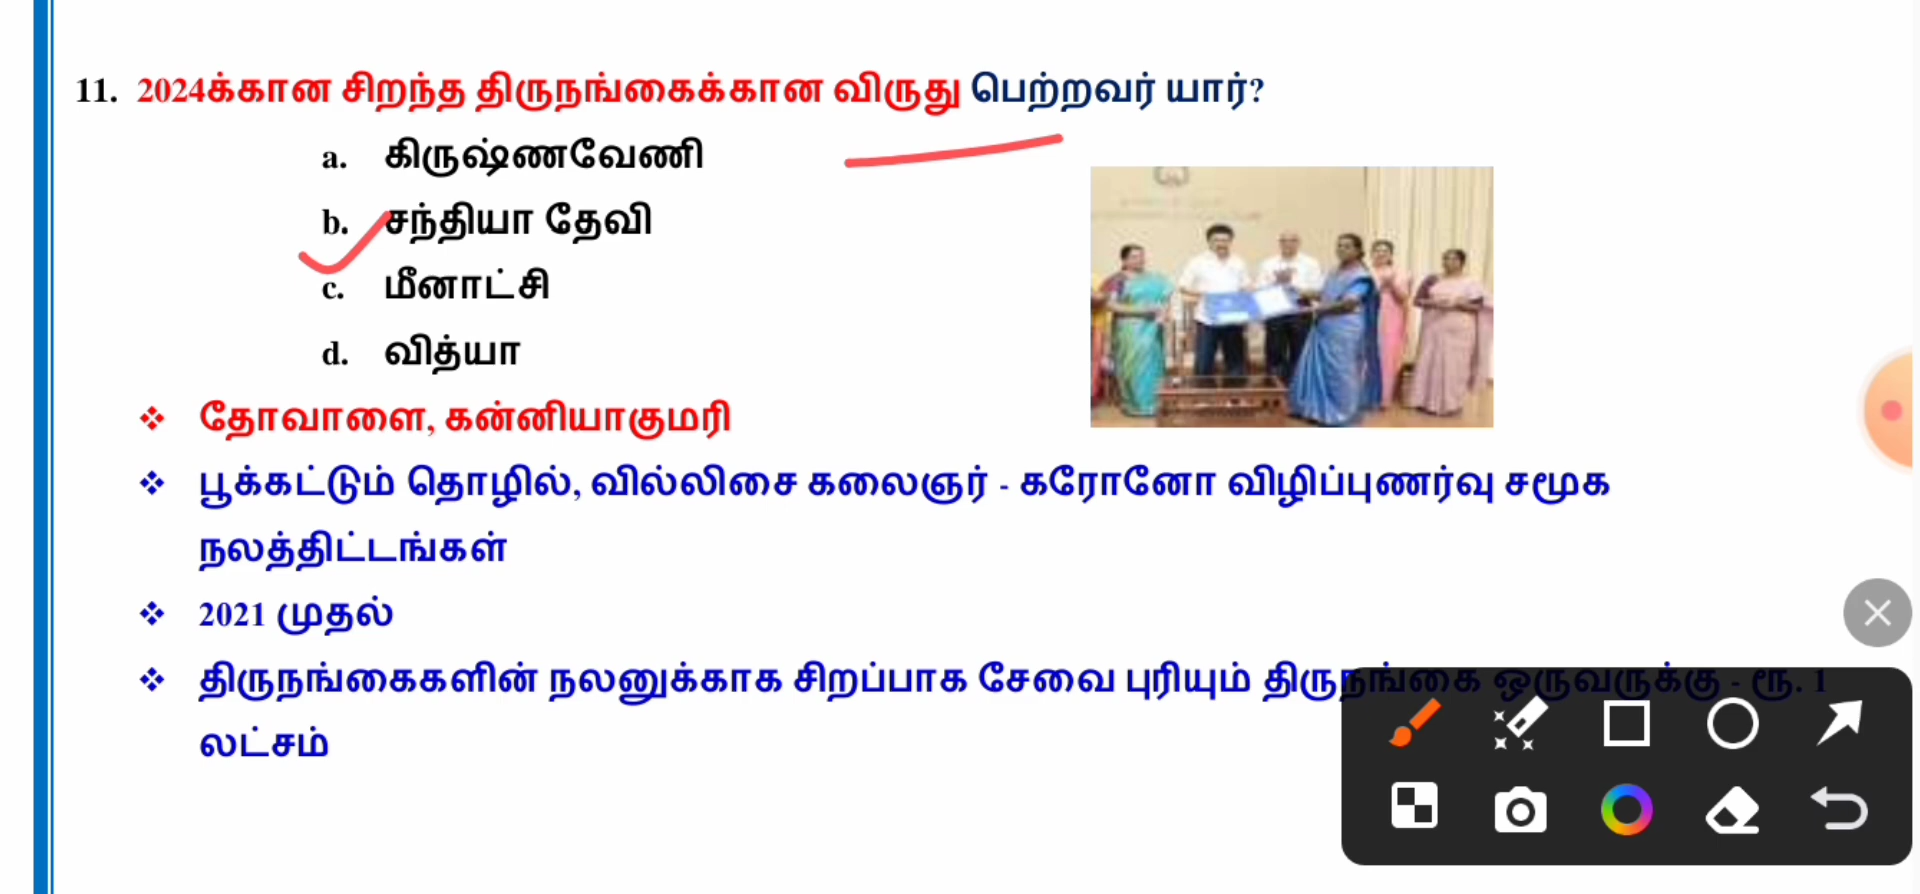 11. 2024க்கான சிறந்த திருநங்கைக்கான விருது பெற்றவர் யார்?
a. கிருஷ்ணவேணி
b. சந்தியா தேவி
c. மீனாட்சி
d. வித்யா
❖ தோவாளை, கன்னியாகுமரி
❖ பூக்கட்டும் தொழில், வில்லிசை கலைஞர் - கரோனோ விழிப்புணர்வு சமூக
நலத்திட்டங்கள்
❖ 2021 முதல்
❖ திருநங்கைகளின் நலனுக்காக சிறப்பாக சேவை புரியும் திருநங்கை ஒருவருக்கு - ரூ. 1
லட்சம்